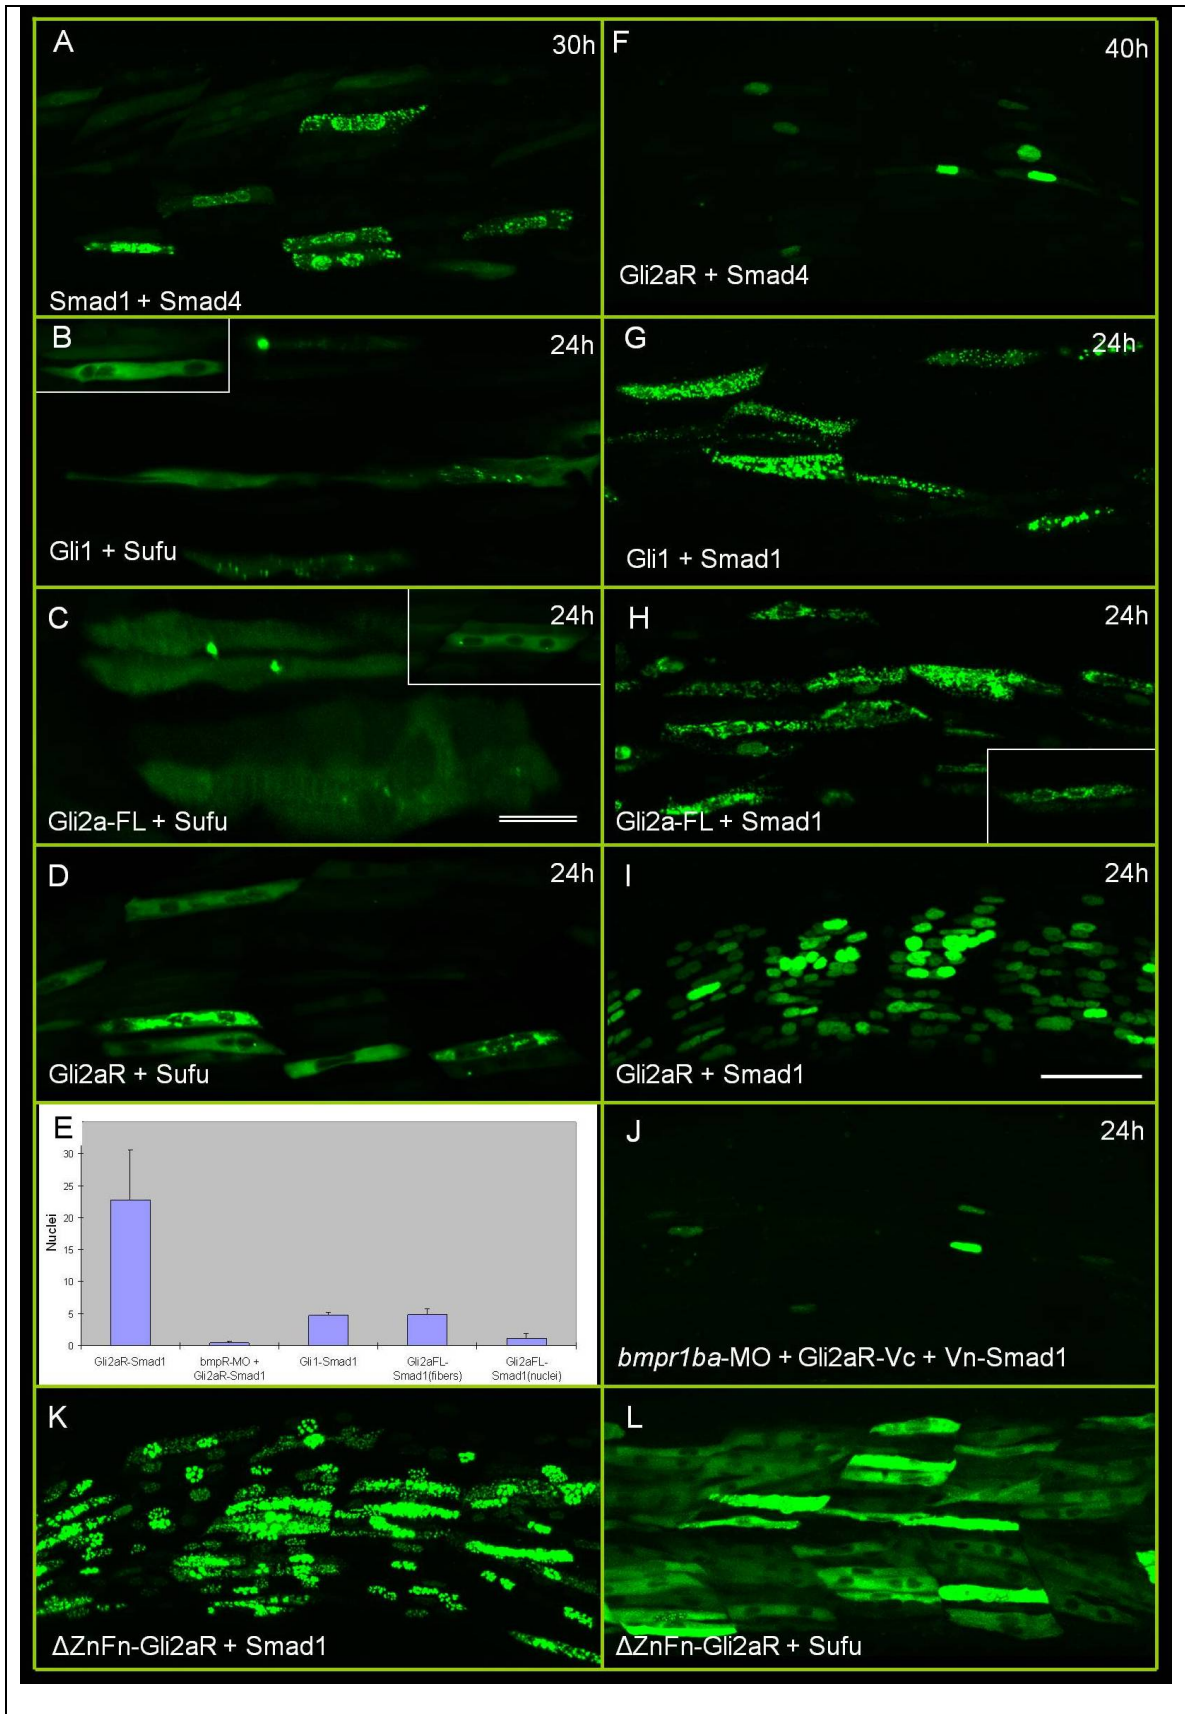 A
30h
Smad1 + Smad4
F
40h
Gli2aR + Smad4
B
24h
Gli1 + Sufu
G
24h
Gli1 + Smad1
C
24h
Gli2a-FL + Sufu
H
24h
Gli2a-FL + Smad1
D
24h
Gli2aR + Sufu
I
24h
Gli2aR + Smad1
E
Nuclei
30
25
20
15
10
5
0
Gli2aR-Smad1
bmpR-MO +
Gli2aR-Smad1
Gli1-Smad1
Gli2aFL-
Smad1(fibers)
Gli2aFL-
Smad1(nuclei)
J
24h
bmpr1ba-MO + Gli2aR-Vc + Vn-Smad1
K
ΔZnFn-Gli2aR + Smad1
L
ΔZnFn-Gli2aR + Sufu